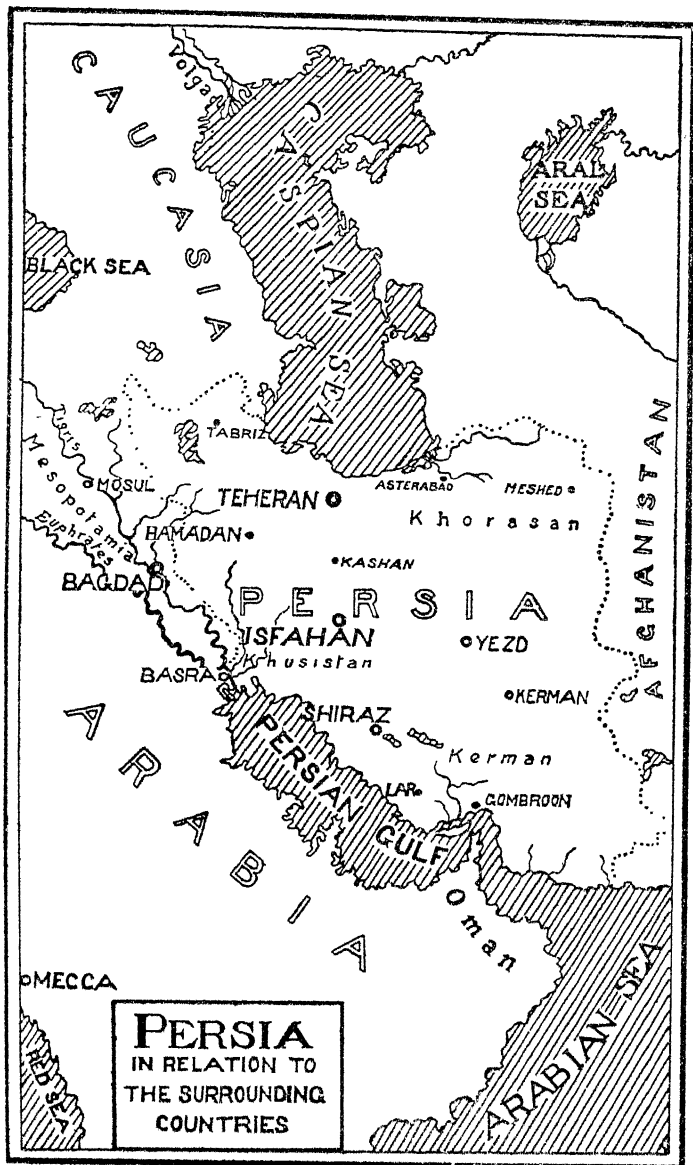 Volga
CAUCASIA
CASPIAN SEA
ARAL
SEA
BLACK SEA
TABRIZ
Tigris
Mesopotamia
Euphrates
MOSUL
TEHERAN
ASTERABAD
MESHED
Khorasan
HAMADAN
KASHAN
AFGHANISTAN
BAGDAD
PERSIA
ISFAHAN
YEZD
Khusistan
BASRA
KERMAN
SHIRAZ
Kerman
ARABIA
PERSIAN GULF
LAR
GOMBROON
Oman
MECCA
ARABIAN SEA
RED SEA
PERSIA
IN RELATION TO
THE SURROUNDING
COUNTRIES